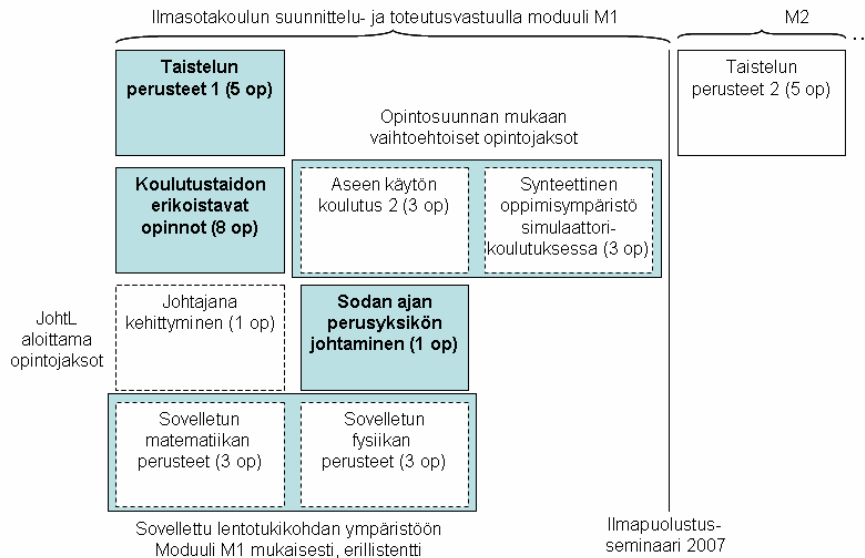 Ilmasotakoulun suunnittelu- ja toteutusvastuulla moduuli M1
M2
...
Taistelun
perusteet 1 (5 op)
Taistelun
perusteet 2 (5 op)
Opintosuunnan mukaan
vaihtoehtoiset opintojaksot
Koulutustaidon
erikoistavat
opinnot (8 op)
Aseen käytön
koulutus 2 (3 op)
Synteettinen
oppimisympäristö
simulaattori-
koulutuksessa (3 op)
JohtL
aloittama
opintojaksot
Johtajana
kehittyminen (1 op)
Sodan ajan
perusyksikön
johtaminen (1 op)
Sovelletun
matematiikan
perusteet (3 op)
Sovelletun
fysiikan
perusteet (3 op)
Sovellettu lentotukikohdan ympäristöön
Moduuli M1 mukaisesti, erillistentti
Ilmapuolustus-
seminaari 2007